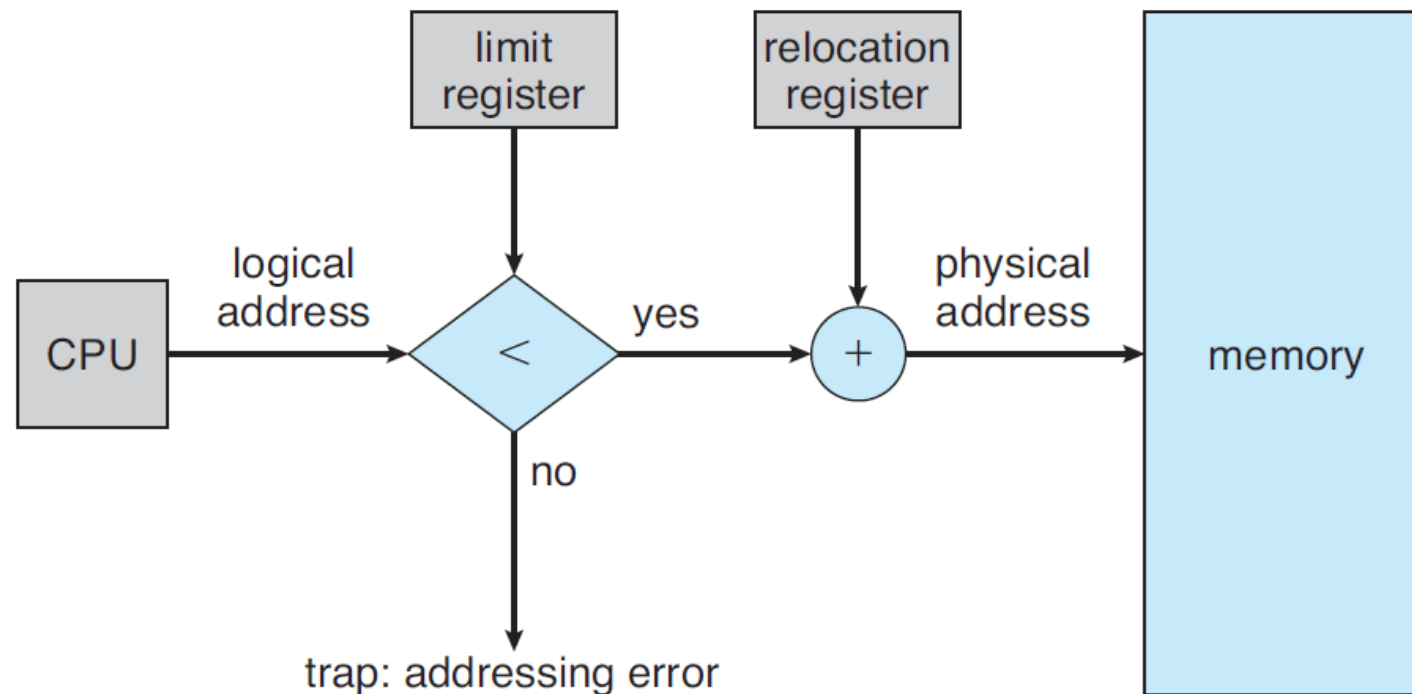 limit
register
relocation
register
logical
address
physical
address
CPU
<
yes
+
memory
no
trap: addressing error